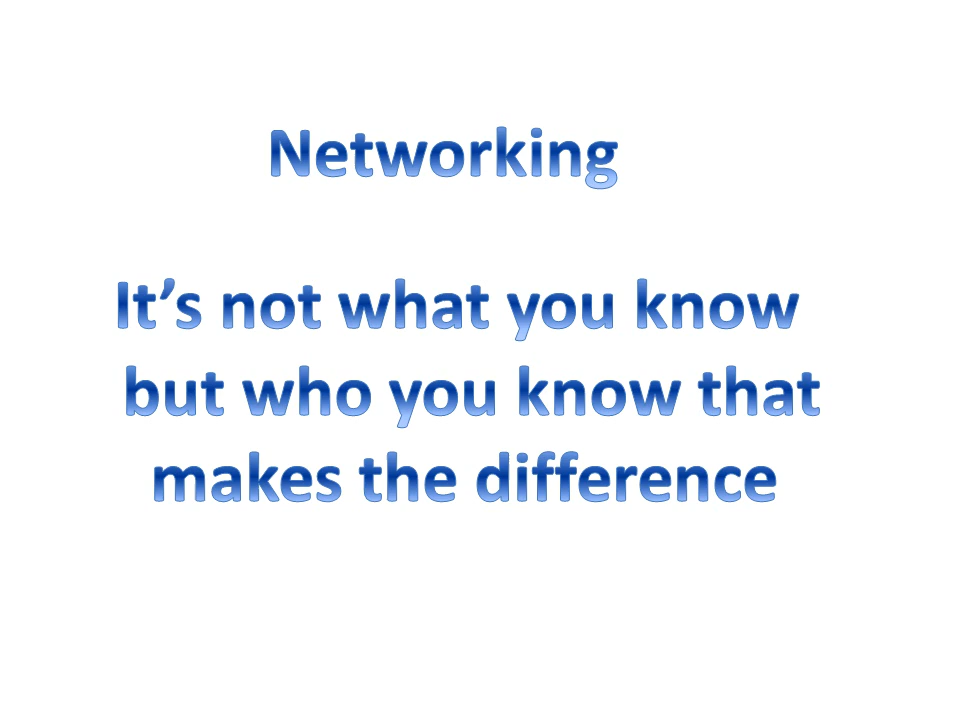 Networking
It’s not what you know
but who you know that
makes the difference